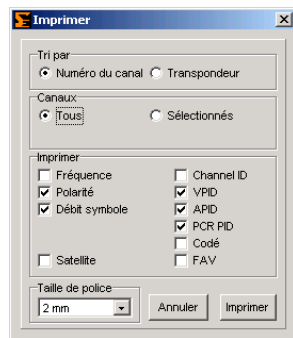 Imprimer
Tri par
Numéro du canal Transpondeur
Canaux
Tous Sélectionnés
Imprimer
Fréquence Channel ID
Polarité VPID
Débit symbole APID
PCR PID
Codé
Satellite FAV
Taille de police
2 mm Annuler Imprimer